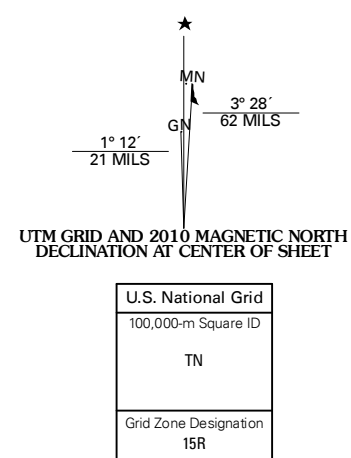 MN
3° 28´
62 MILS
GN
1° 12´
21 MILS
UTM GRID AND 2010 MAGNETIC NORTH
DECLINATION AT CENTER OF SHEET
U.S. National Grid
100,000-m Square ID
TN
Grid Zone Designation
15R